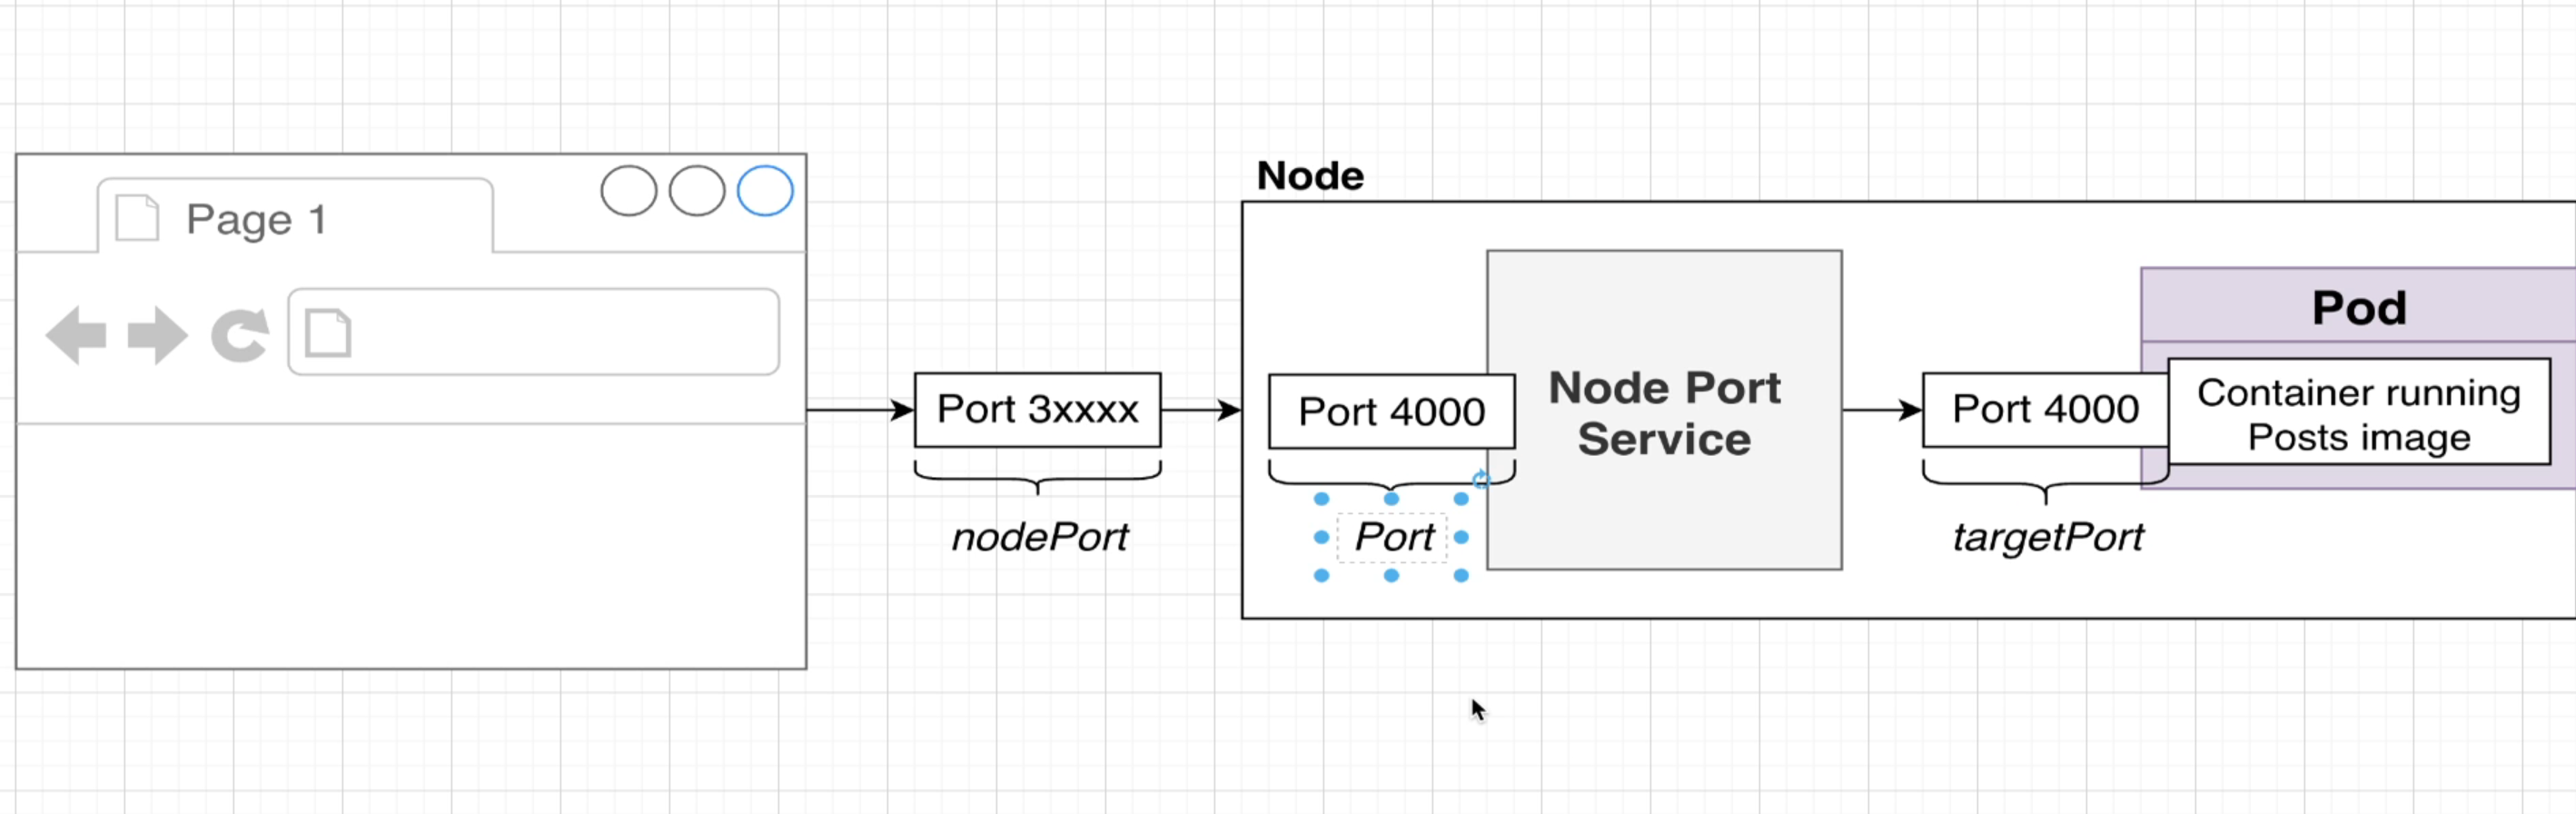 Page 1
Node
Port 3xxxx
Port 4000
Node Port
Service
Port 4000
Pod
Container running
Posts image
nodePort
Port
targetPort